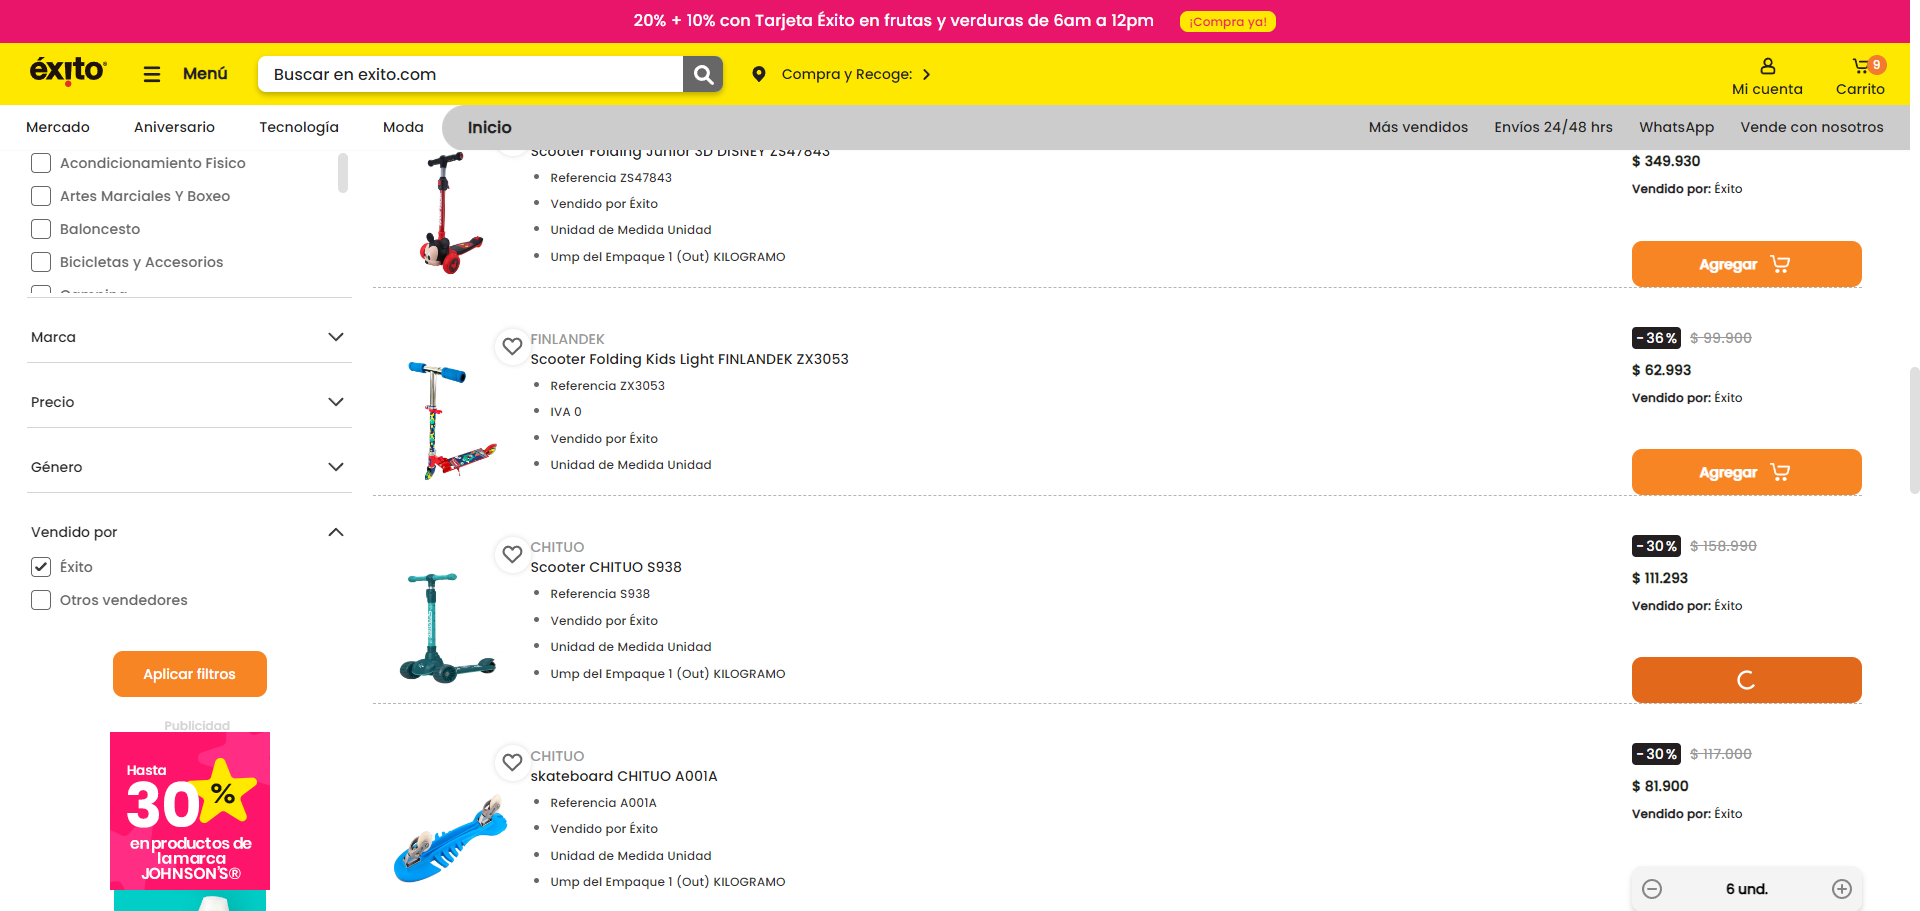 20% + 10% con Tarjeta Éxito en frutas y verduras de 6am a 12pm
¡Compra ya!
éxito
Menú
Buscar en exito.com
Compra y Recoge:
Mi cuenta
9
Carrito
Mercado
Aniversario
Tecnología
Moda
Inicio
Más vendidos
Envíos 24/48 hrs
WhatsApp
Vende con nosotros
Acondicionamiento Fisico
Artes Marciales Y Boxeo
Baloncesto
Bicicletas y Accesorios
Camping
Marca
Precio
Género
Vendido por
Éxito
Otros vendedores
Aplicar filtros
Publicidad
Hasta
30%
en productos de
la marca
JOHNSON'S®
Scooter Folding Junior 3D DISNEY ZS47843
Referencia ZS47843
Vendido por Éxito
Unidad de Medida Unidad
Ump del Empaque 1 (Out) KILOGRAMO
$ 349.930
Vendido por: Éxito
Agregar
FINLANDEK
Scooter Folding Kids Light FINLANDEK ZX3053
Referencia ZX3053
IVA 0
Vendido por Éxito
Unidad de Medida Unidad
-36% $ 99.900
$ 62.993
Vendido por: Éxito
Agregar
CHITUO
Scooter CHITUO S938
Referencia S938
Vendido por Éxito
Unidad de Medida Unidad
Ump del Empaque 1 (Out) KILOGRAMO
-30% $ 158.990
$ 111.293
Vendido por: Éxito
CHITUO
skateboard CHITUO A001A
Referencia A001A
Vendido por Éxito
Unidad de Medida Unidad
Ump del Empaque 1 (Out) KILOGRAMO
-30% $ 117.000
$ 81.900
Vendido por: Éxito
6 und.